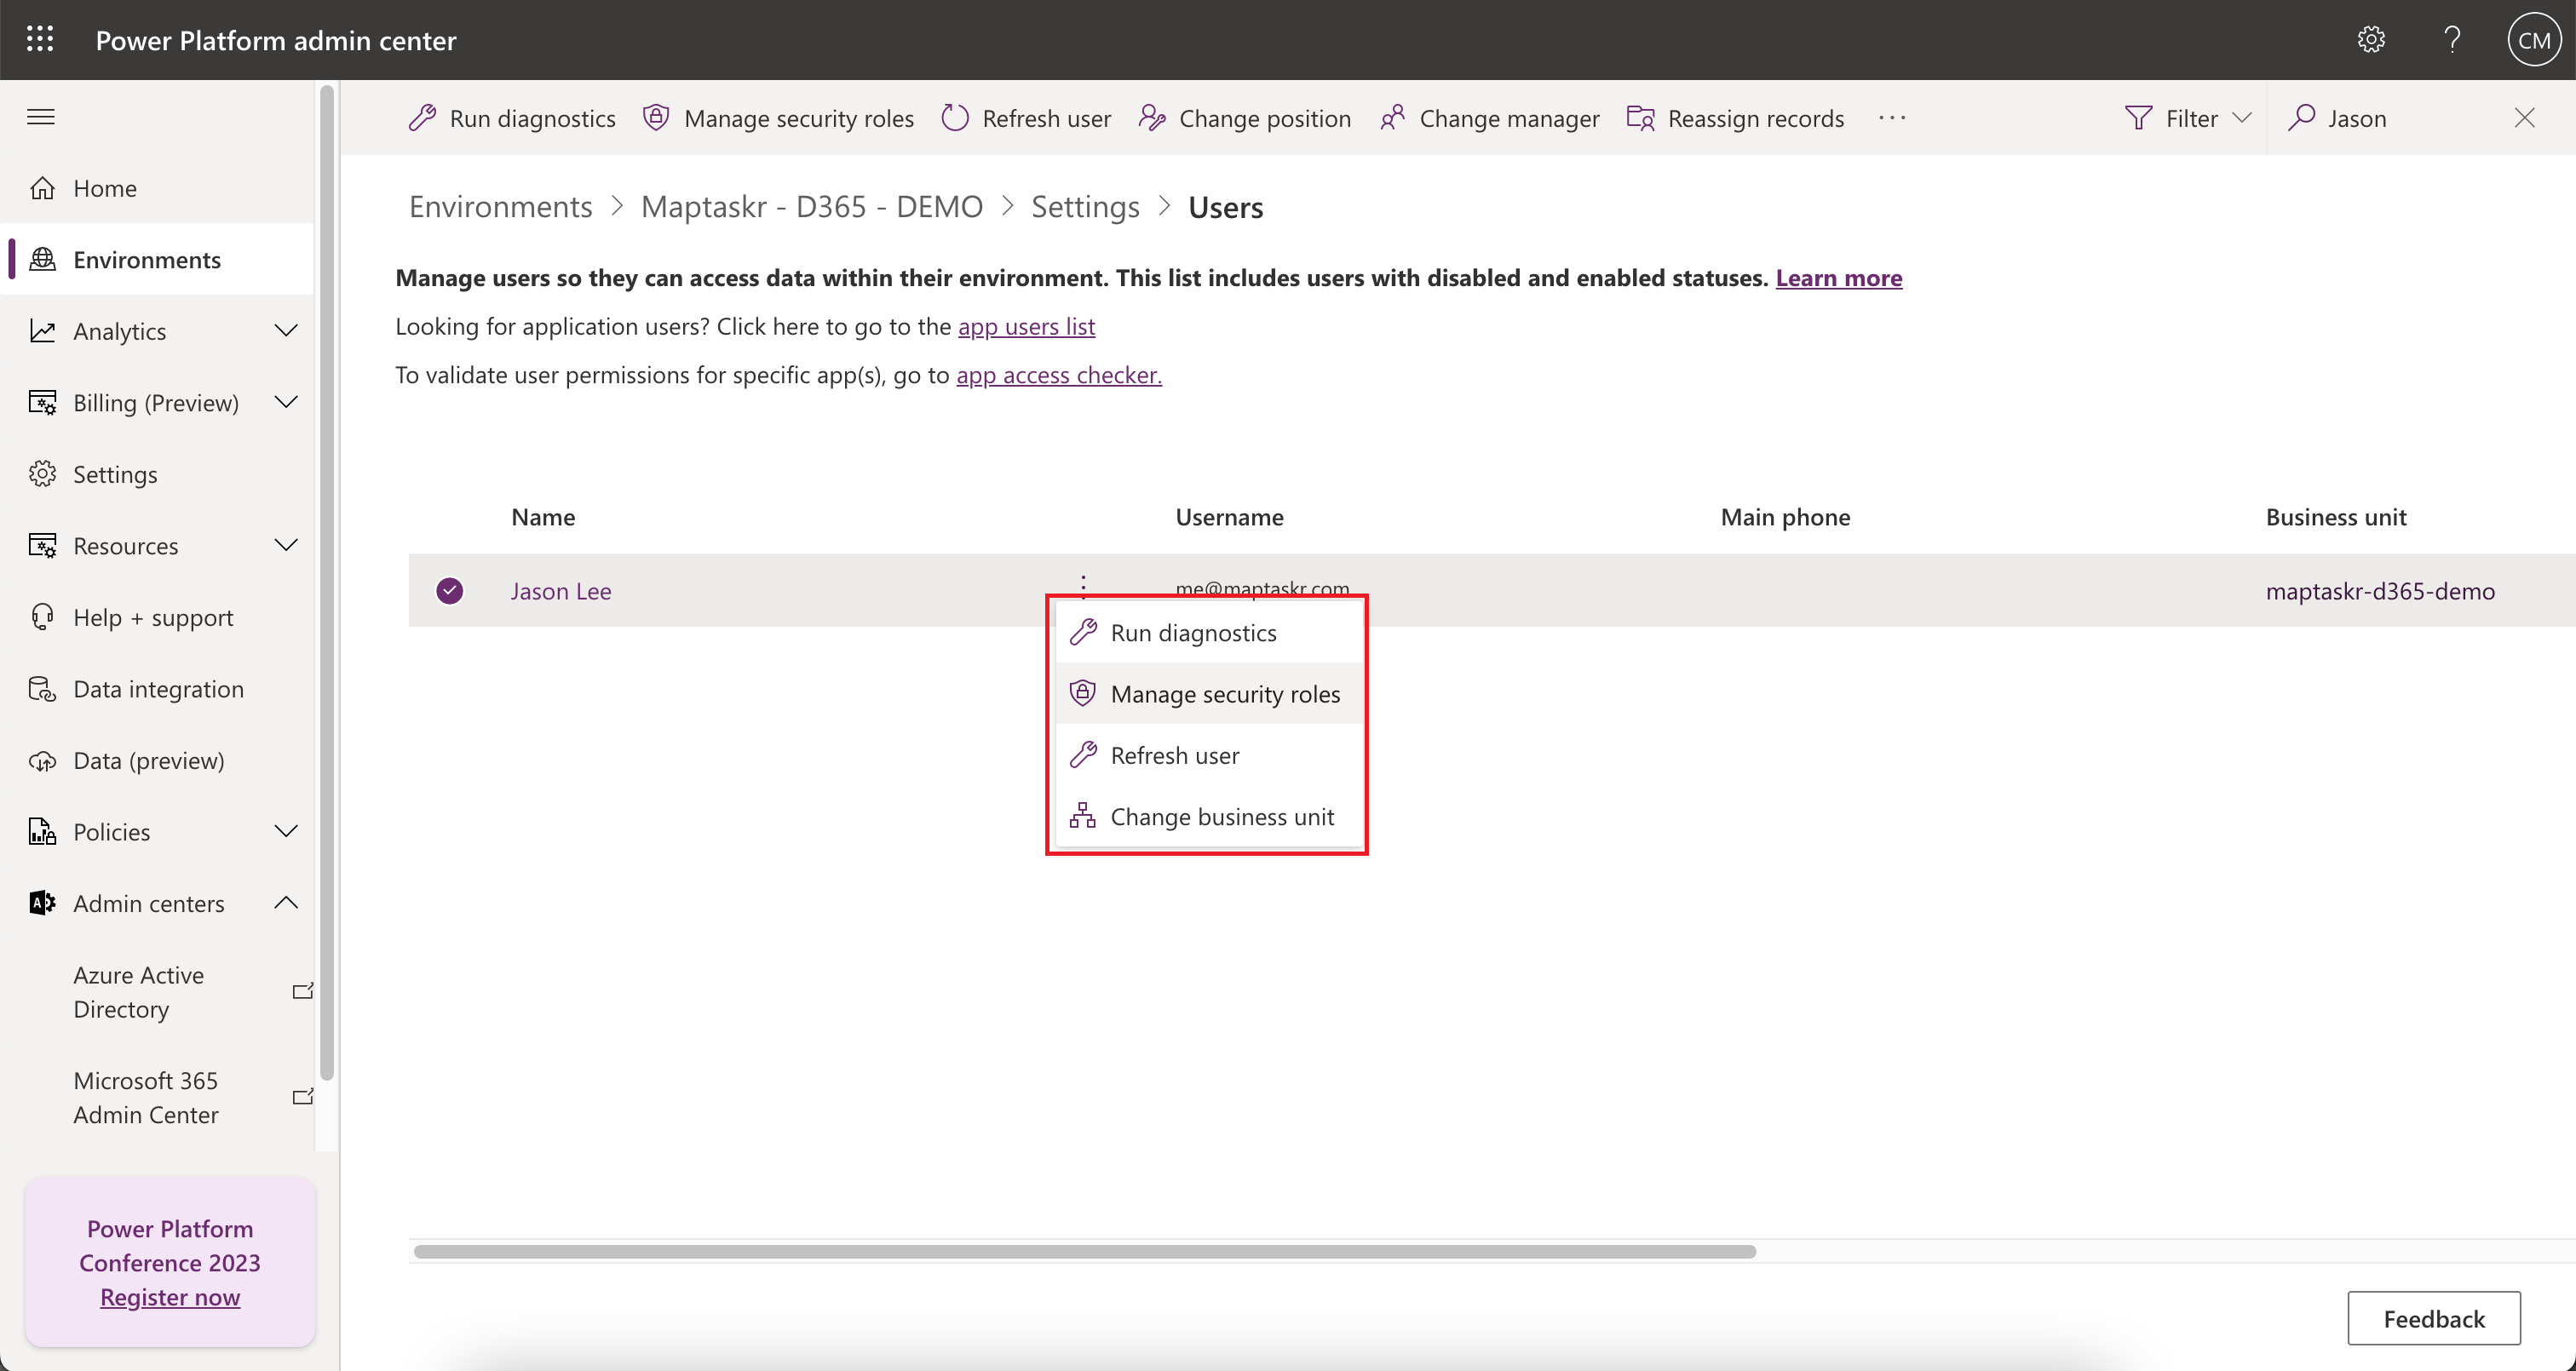 Power Platform admin center
CM
Run diagnostics
Manage security roles
Refresh user
Change position
Change manager
Reassign records
Filter
Jason
Home
Environments
Analytics
Billing (Preview)
Settings
Resources
Help + support
Data integration
Data (preview)
Policies
Admin centers
Azure Active
Directory
Microsoft 365
Admin Center
Power Platform
Conference 2023
Register now
Environments > Maptaskr - D365 - DEMO > Settings > Users
Manage users so they can access data within their environment. This list includes users with disabled and enabled statuses. Learn more
Looking for application users? Click here to go to the app users list
To validate user permissions for specific app(s), go to app access checker.
Name Username Main phone Business unit
Jason Lee me@maptaskr.com maptaskr-d365-demo
Run diagnostics
Manage security roles
Refresh user
Change business unit
Feedback